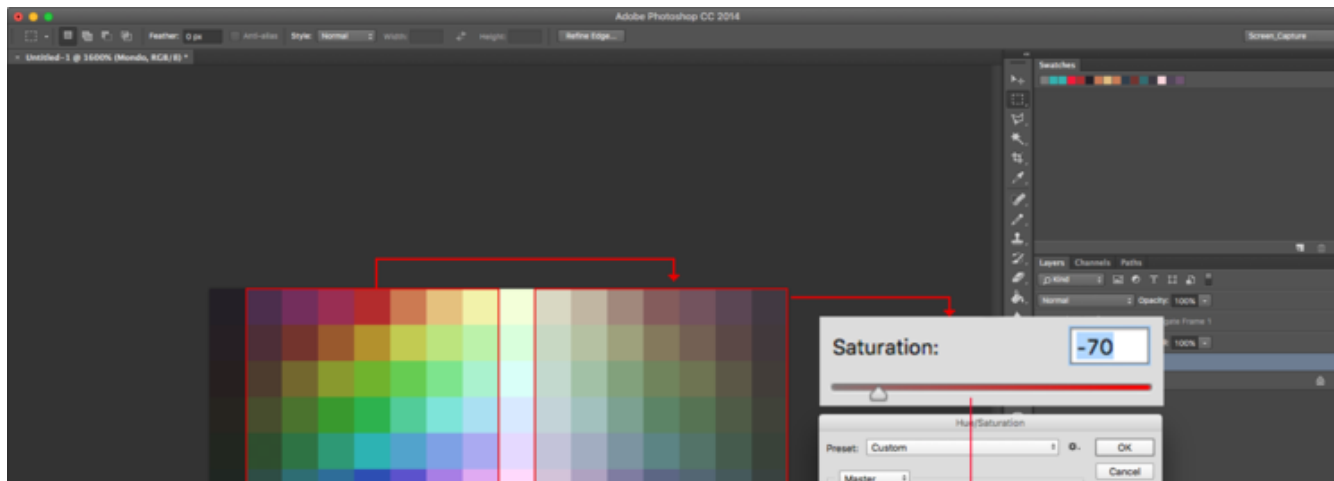 Adobe Photoshop CC 2014
Feather: 0 px Anti-alias Style: Normal Width: Height: Refine Edge... Screen_Capture
× Untitled-1 @ 1600% (Mondo, RGB/8) *
Swatches
Layers Channels Paths
Kind
Normal Opacity: 100%
Frame 1
100%
Saturation: -70
Hue/Saturation
Preset: Custom OK
Cancel
Master